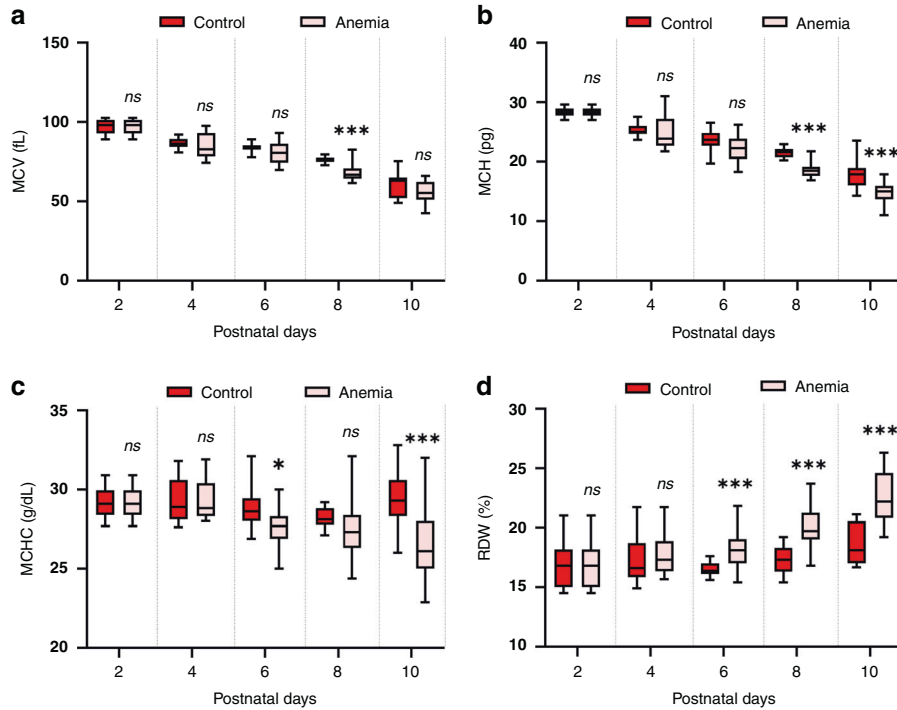 a
Control Anemia
150
100
50
0
MCV (fL)
ns ns ns *** ns
2 4 6 8 10
Postnatal days
b
Control Anemia
40
30
20
10
0
MCH (pg)
ns ns ns *** ***
2 4 6 8 10
Postnatal days
c
Control Anemia
35
30
25
20
MCHC (g/dL)
ns ns * ns ***
2 4 6 8 10
Postnatal days
d
Control Anemia
30
25
20
15
10
RDW (%)
ns *** *** ***
2 4 6 8 10
Postnatal days